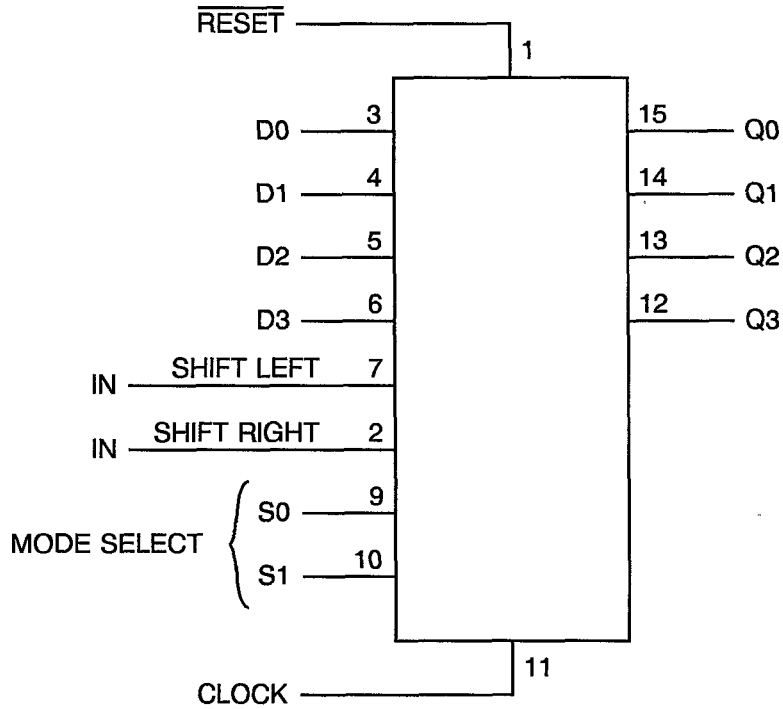 RESET
1
D0 3 15 Q0
D1 4 14 Q1
D2 5 13 Q2
D3 6 12 Q3
IN SHIFT LEFT 7
IN SHIFT RIGHT 2
S0 9
MODE SELECT
S1 10
11
CLOCK